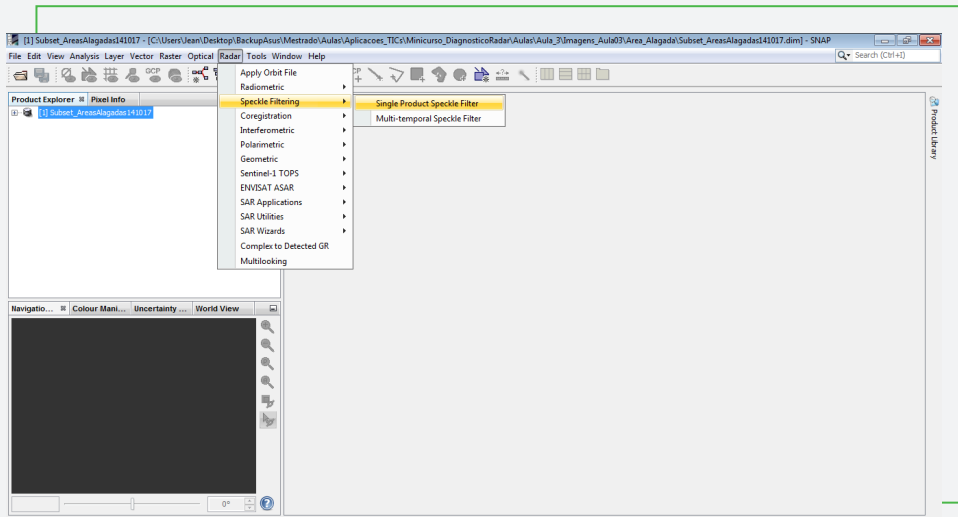 [1] Subset_AreasAlagadas141017 - [C:\Users\Jean\Desktop\BackupAsus\Mestrado\Aulas\Aplicacoes_TICs\Minicurso_DiagnosticoRadar\Aulas\Aula_3\Imagens_Aula03\Area_Alagada\Subset_AreasAlagadas141017.dim] - SNAP
File Edit View Analysis Layer Vector Raster Optical Radar Tools Window Help
Search (Ctrl+I)
GCP
Product Explorer Pixel Info
[1] Subset_AreasAlagadas141017
Apply Orbit File
Radiometric
Speckle Filtering
Coregistration
Interferometric
Polarimetric
Geometric
Sentinel-1 TOPS
ENVISAT ASAR
SAR Applications
SAR Utilities
SAR Wizards
Complex to Detected GR
Multilooking
Single Product Speckle Filter
Multi-temporal Speckle Filter
Product Library
Navigatio... Colour Mani... Uncertainty ... World View
0°